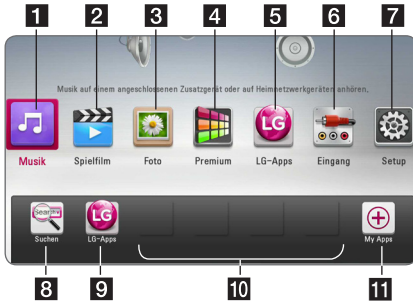 1 2 3 4 5 6 7
Musik auf einem angeschlossenen Zusatzgerät oder auf Heimnetzwerkgeräten anhören.
LG
Musik Spielfilm Foto Premium LG-Apps Eingang Setup
Search
LG
Suchen LG-Apps My Apps
8 9 10 11